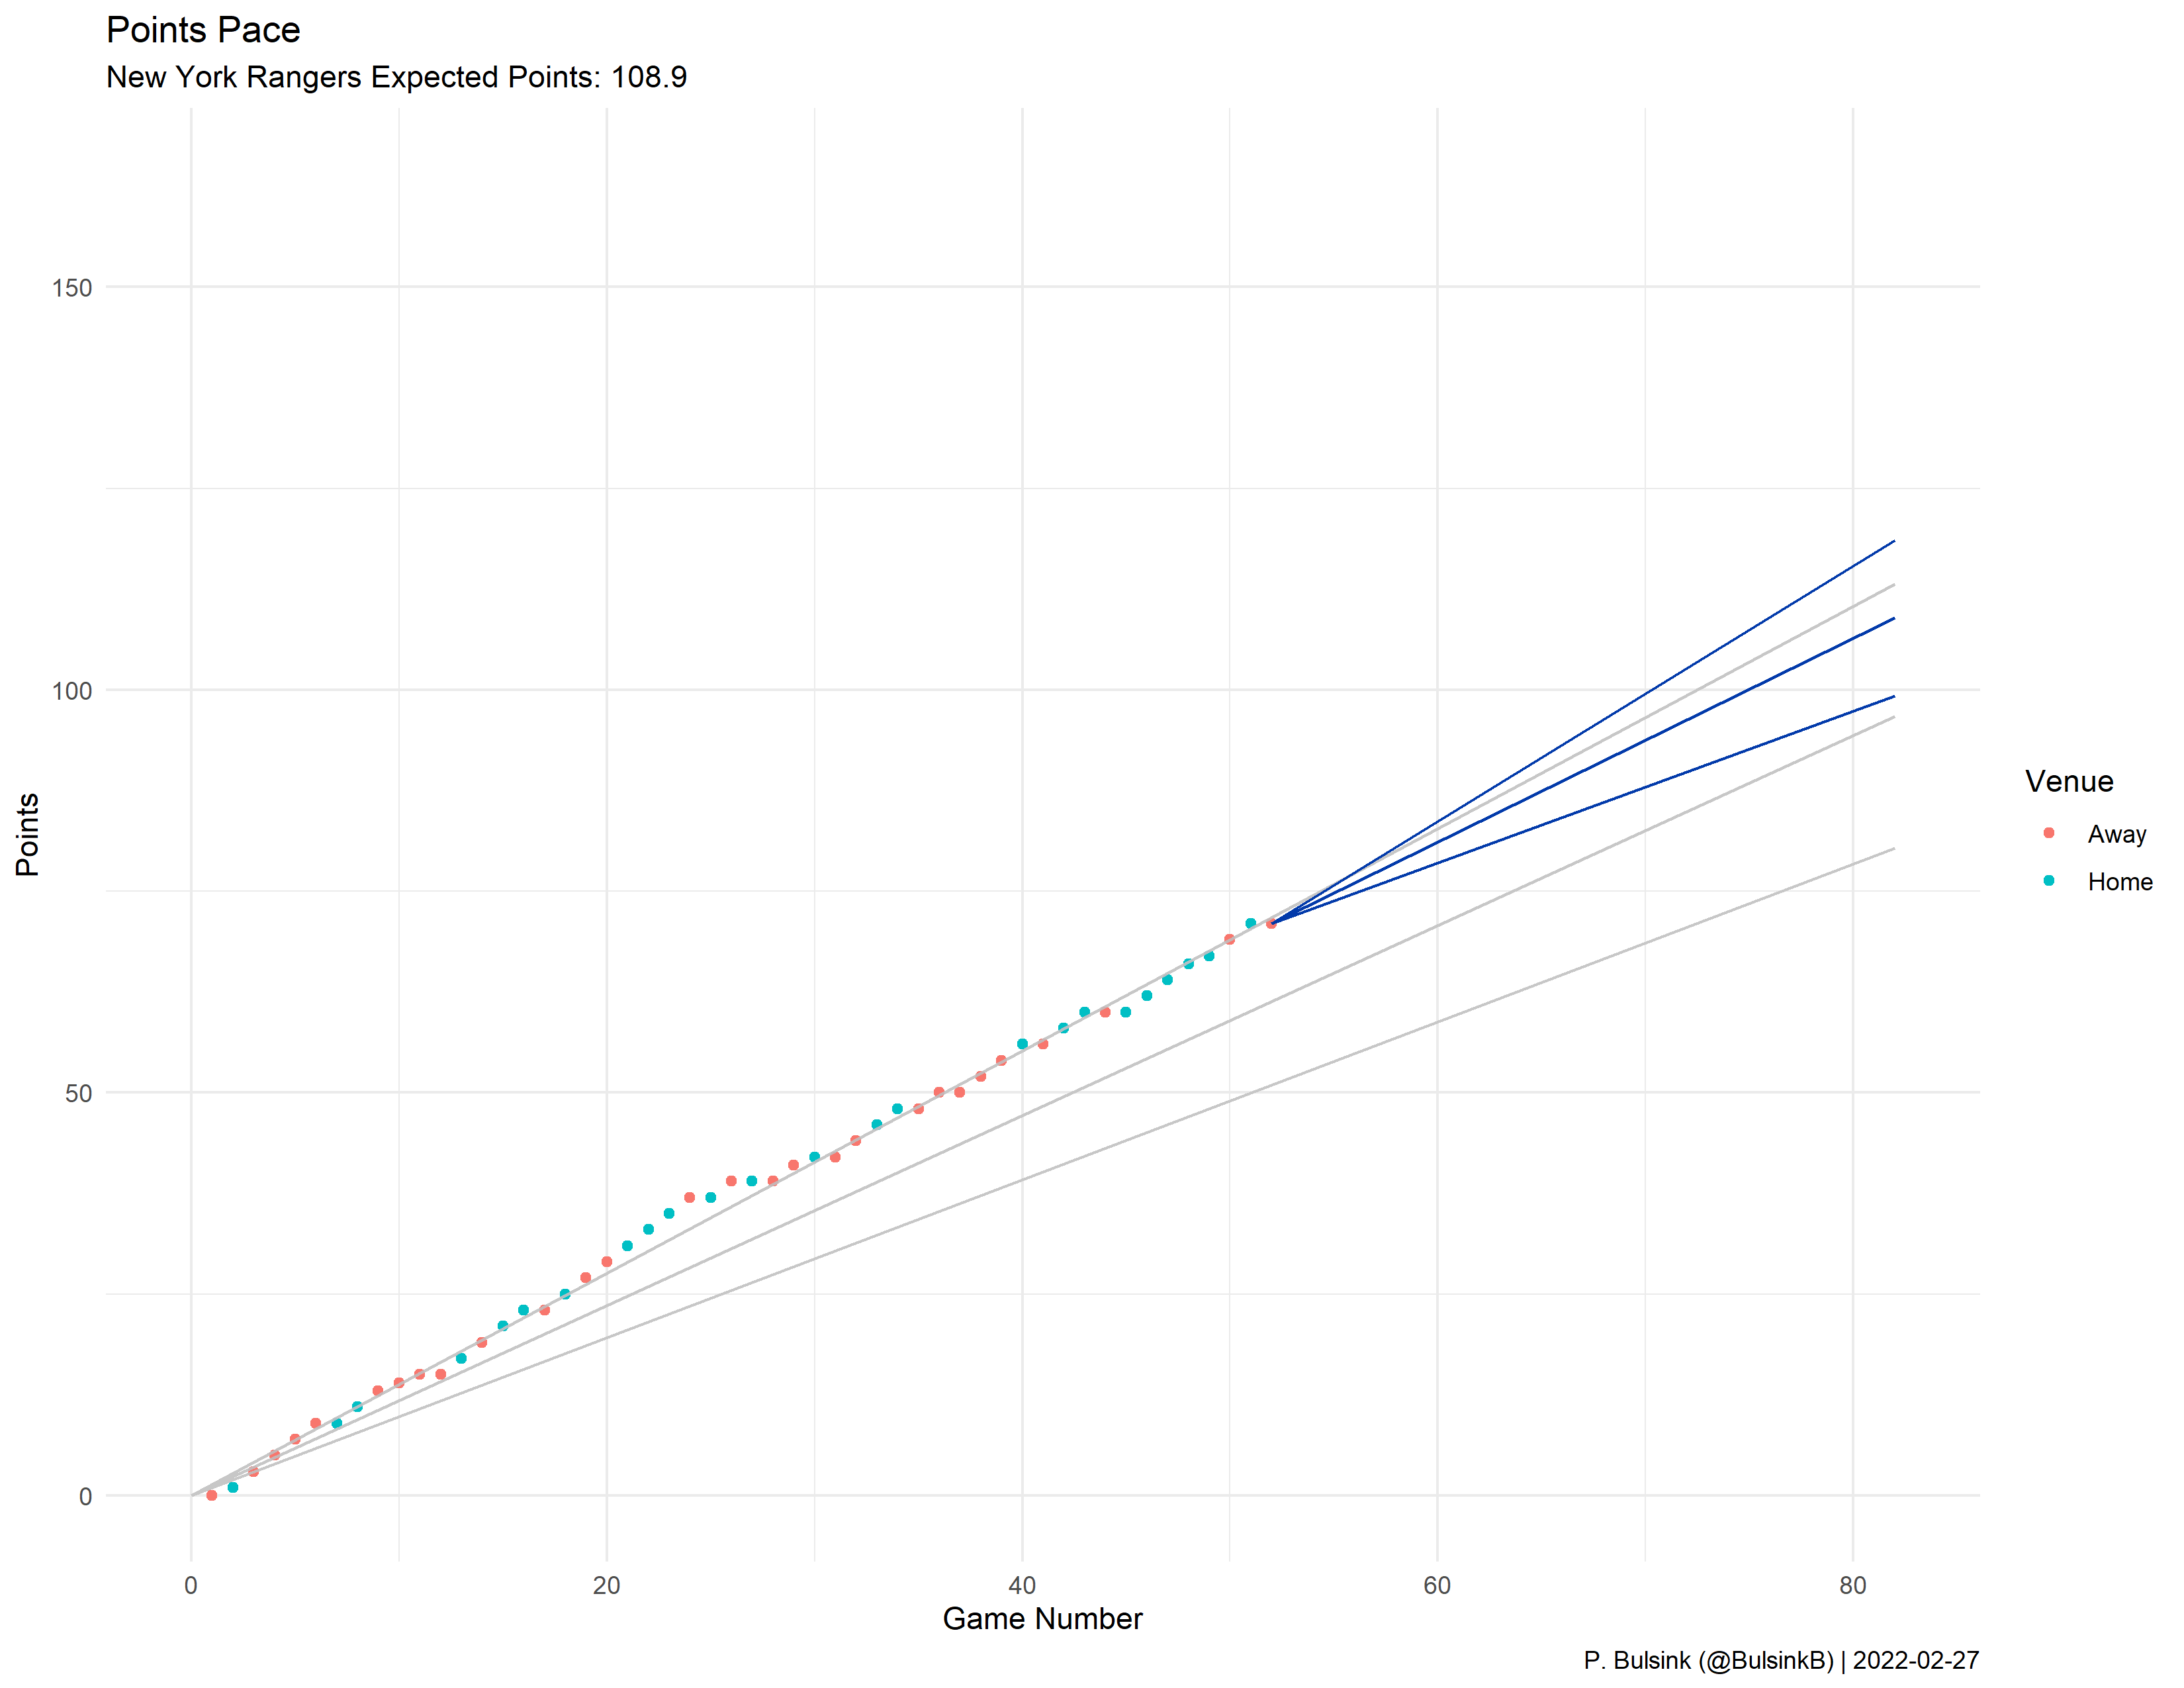 Points Pace
New York Rangers Expected Points: 108.9
150
100
50
0
Points
0 20 40 60 80
Game Number
Venue
Away
Home
P. Bulsink (@BulsinkB) | 2022-02-27